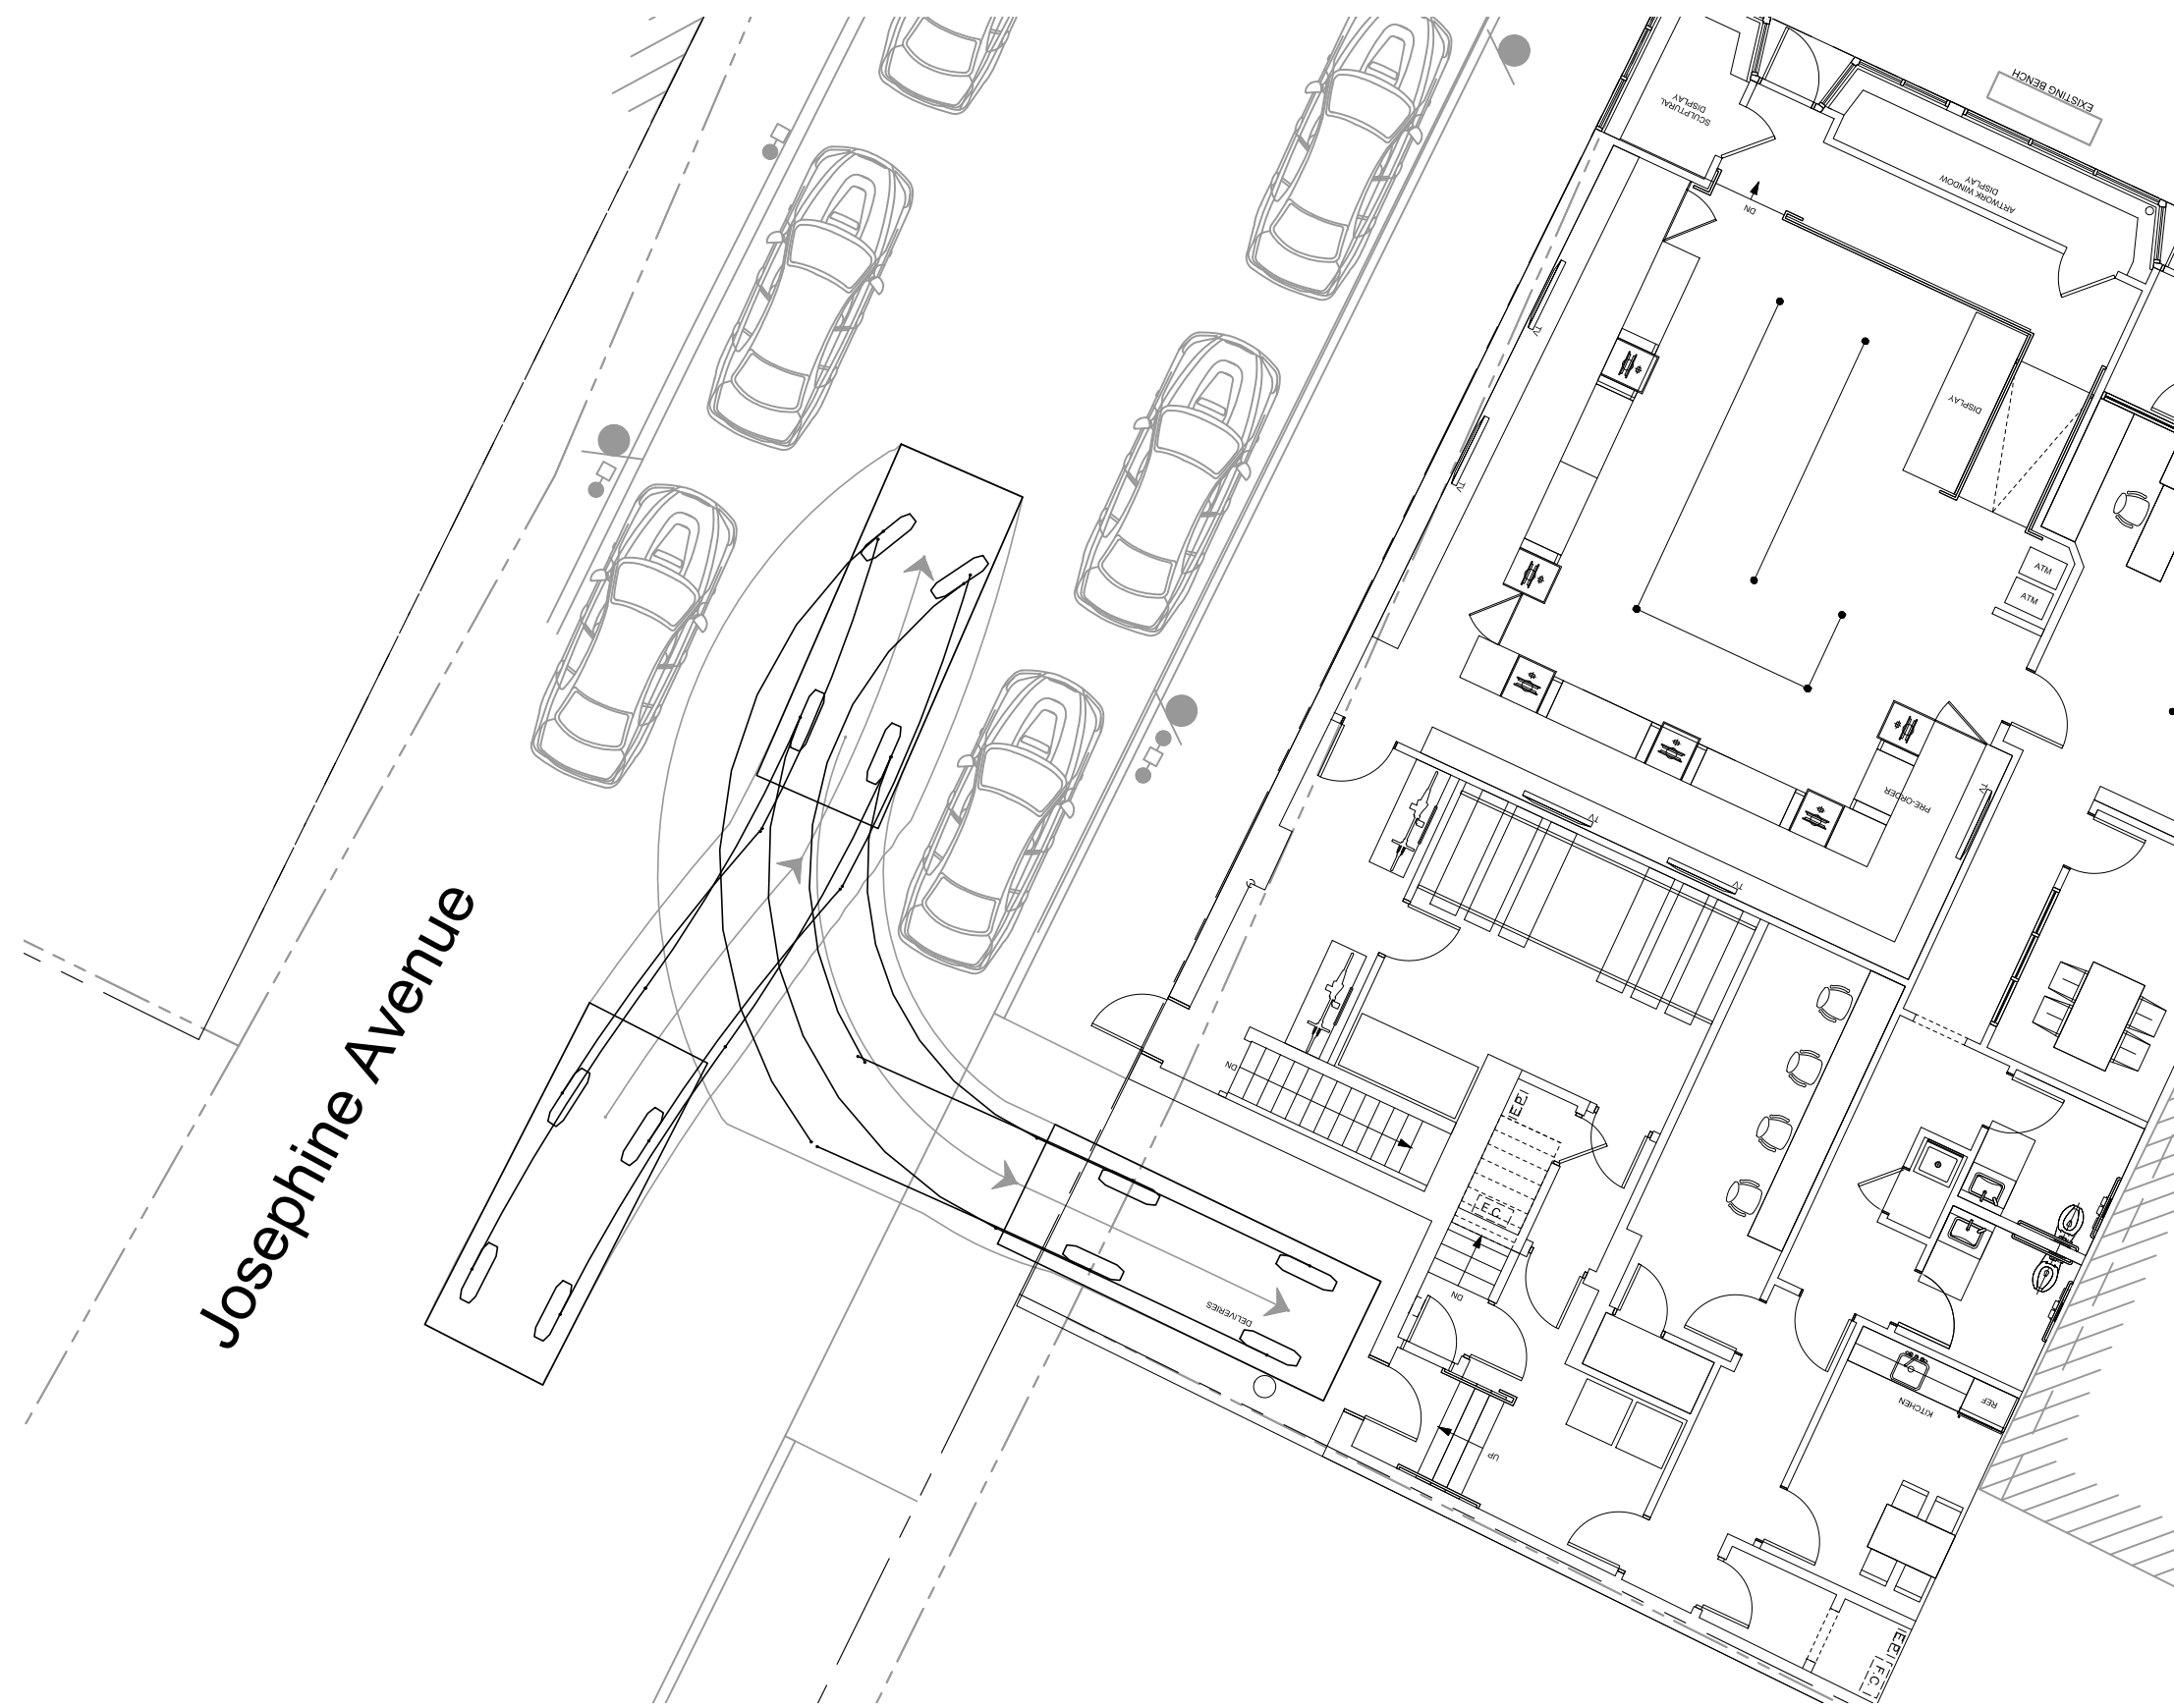 EXISTING BENCH
SCULPTURAL
DISPLAY
ARTWORK WINDOW
DISPLAY
DN
TV
DISPLAY
TV
ATM
ATM
PRE-ORDER
TV
TV
TV
Josephine Avenue
DN
E.P.
E.C.
DN
DELIVERIES
UP
KITCHEN
REF
E.P.
F.C.